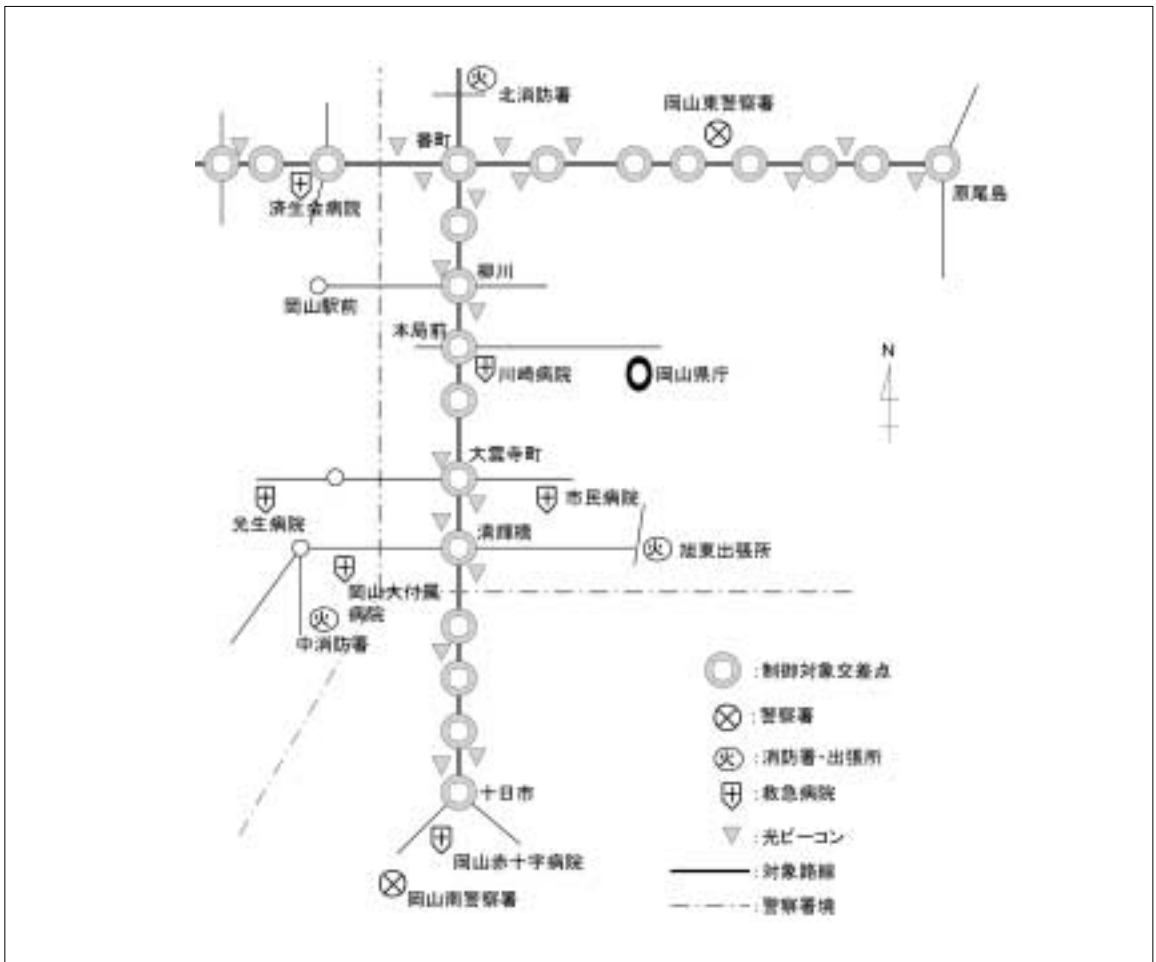 火
北消防署
岡山東警察署
番町
済生会病院
原尾島
柳川
岡山駅前
本局前
川崎病院
岡山県庁
N
大雲寺町
市民病院
光生病院
清輝橋
火
旭東出張所
岡山大付属
病院
火
中消防署
:制御対象交差点
:警察署
火
:消防署・出張所
:救急病院
十日市
:光ビーコン
岡山赤十字病院
:対象路線
岡山南警察署
:警察署境